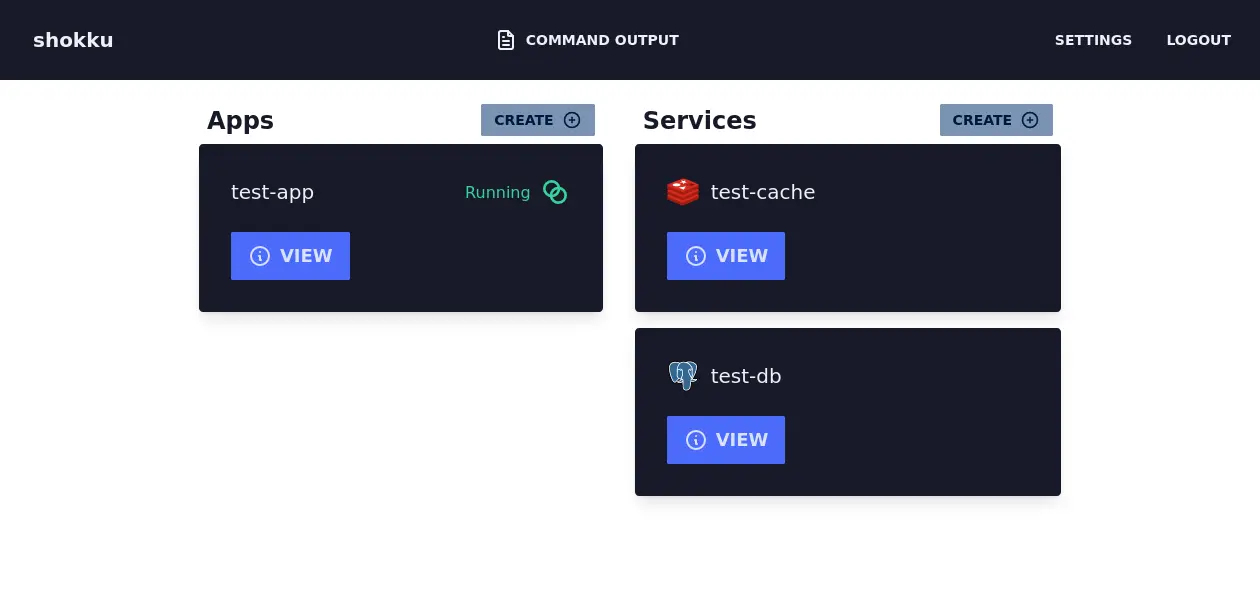 shokku
COMMAND OUTPUT
SETTINGS
LOGOUT
Apps
CREATE
test-app
Running
VIEW
Services
CREATE
test-cache
VIEW
test-db
VIEW